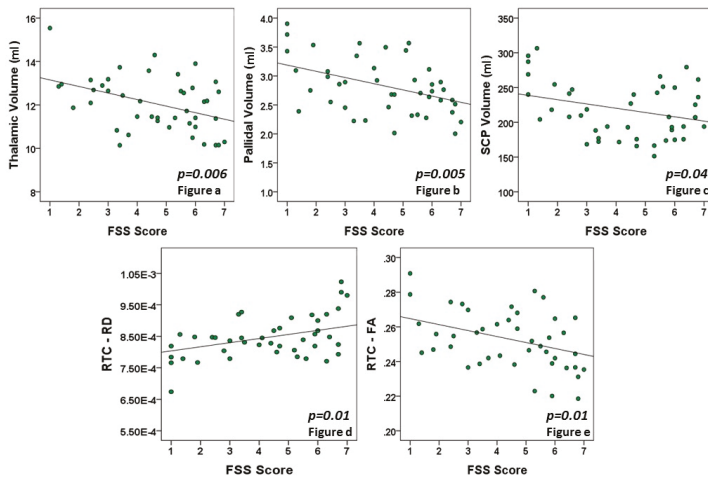 16
14
12
10
8
Thalamic Volume (ml)
1 2 3 4 5 6 7
FSS Score
p=0.006
Figure a
4.0
3.5
3.0
2.5
2.0
1.5
1.0
Pallidal Volume (ml)
1 2 3 4 5 6 7
FSS Score
p=0.005
Figure b
350
300
250
200
150
100
SCP Volume (ml)
1 2 3 4 5 6 7
FSS Score
p=0.04
Figure c
1.05E-3
9.50E-4
8.50E-4
7.50E-4
6.50E-4
5.50E-4
RTC - RD
1 2 3 4 5 6 7
FSS Score
p=0.01
Figure d
.30
.28
.26
.24
.22
.20
RTC - FA
1 2 3 4 5 6 7
FSS Score
p=0.01
Figure e